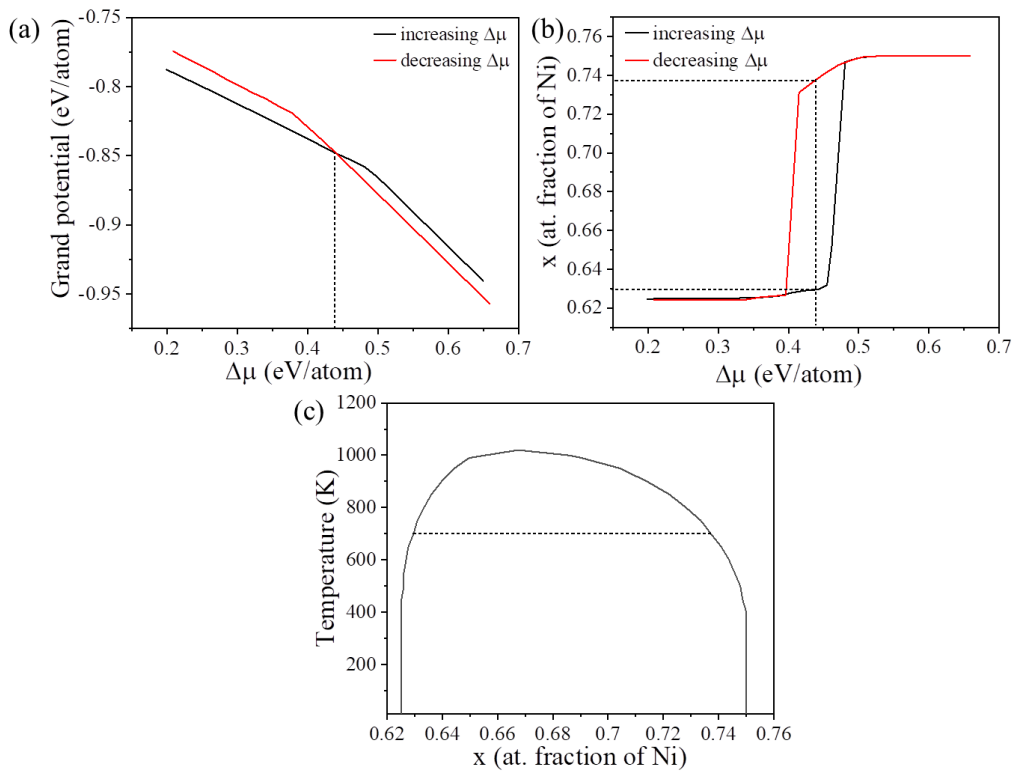 (a)
increasing Δμ
decreasing Δμ
-0.75
-0.8
-0.85
-0.9
-0.95
Grand potential (eV/atom)
0.2 0.3 0.4 0.5 0.6 0.7
Δμ (eV/atom)
(b)
increasing Δμ
decreasing Δμ
0.76
0.74
0.72
0.70
0.68
0.66
0.64
0.62
x (at. fraction of Ni)
0.2 0.3 0.4 0.5 0.6 0.7
Δμ (eV/atom)
(c)
1200
1000
800
600
400
200
Temperature (K)
0.62 0.64 0.66 0.68 0.7 0.72 0.74 0.76
x (at. fraction of Ni)